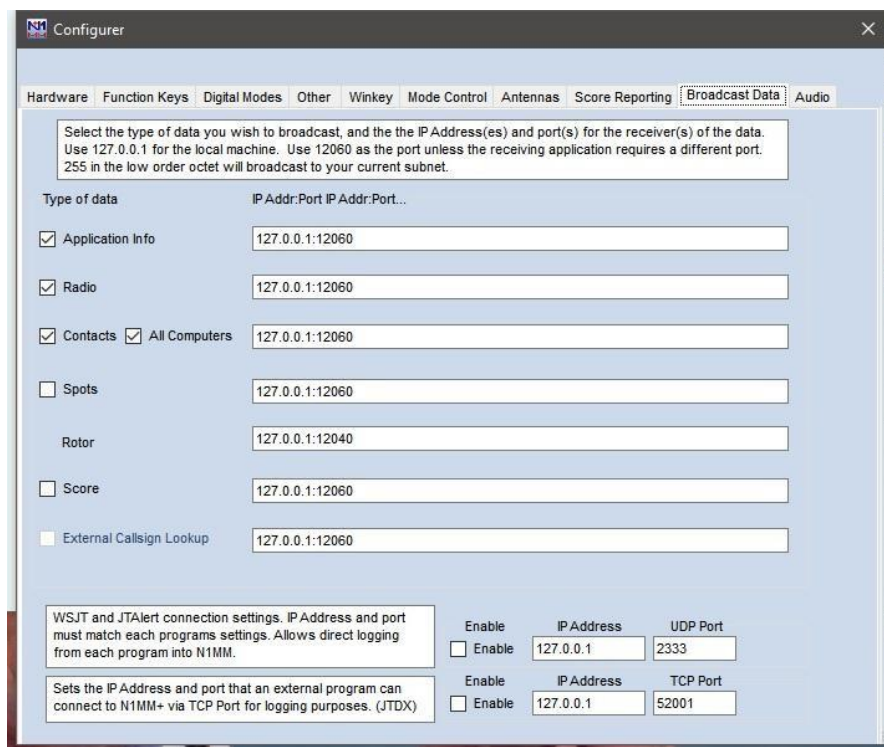 N1
MM
Configurer
Hardware Function Keys Digital Modes Other Winkey Mode Control Antennas Score Reporting Broadcast Data Audio
Select the type of data you wish to broadcast, and the the IP Address(es) and port(s) for the receiver(s) of the data.
Use 127.0.0.1 for the local machine. Use 12060 as the port unless the receiving application requires a different port.
255 in the low order octet will broadcast to your current subnet.
Type of data IP Addr:Port IP Addr:Port...
Application Info 127.0.0.1:12060
Radio 127.0.0.1:12060
Contacts All Computers 127.0.0.1:12060
Spots 127.0.0.1:12060
Rotor 127.0.0.1:12040
Score 127.0.0.1:12060
External Callsign Lookup 127.0.0.1:12060
WSJT and JTAlert connection settings. IP Address and port
must match each programs settings. Allows direct logging
from each program into N1MM.
Enable IP Address UDP Port
Enable 127.0.0.1 2333
Sets the IP Address and port that an external program can
connect to N1MM+ via TCP Port for logging purposes. (JTDX)
Enable IP Address TCP Port
Enable 127.0.0.1 52001